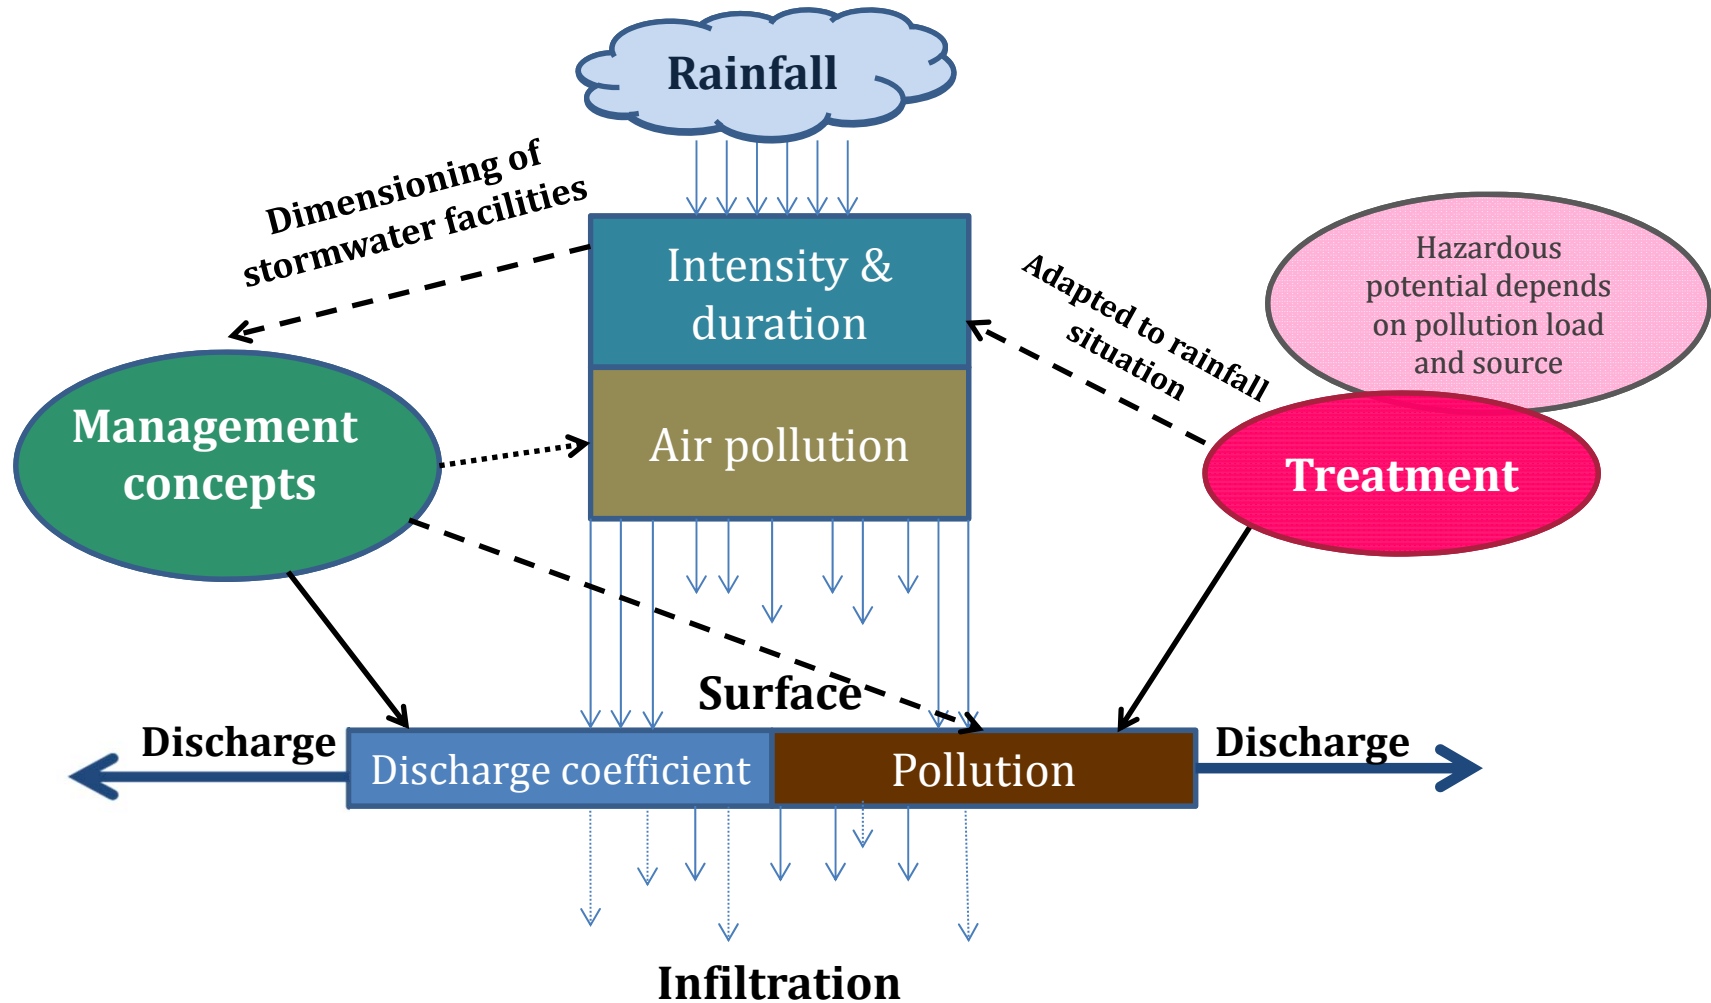 Rainfall
Dimensioning of
stormwater facilities
Intensity &
duration
Adapted to rainfall
situation
Hazardous
potential depends
on pollution load
and source
Management
concepts
Air pollution
Treatment
Surface
Discharge
Discharge coefficient
Pollution
Discharge
Infiltration